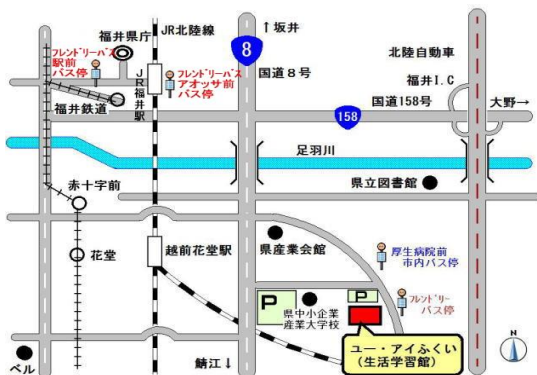 JR北陸線
↑坂井
福井県庁
8
北陸自動車
フレンドリーバス
駅前
バス停
フレンドリーバス
アオッサ前
バス停
JR福井駅
国道8号
福井I.C
福井鉄道
国道158号
大野→
158
足羽川
赤十字前
県立図書館
花堂
越前花堂駅
県産業会館
厚生病院前
市内バス停
P
P
県中小企業
産業大学校
フレンドリー
バス停
ユー・アイふくい
(生活学習館)
ベル
鯖江↓
N